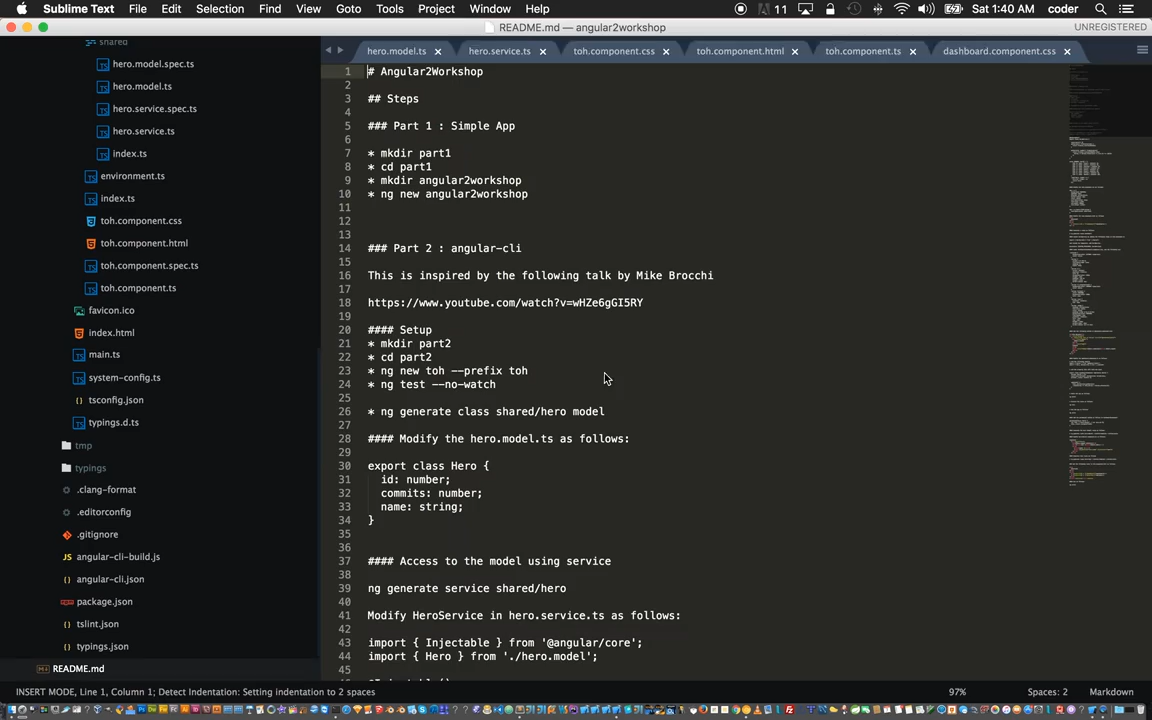 Sublime Text File Edit Selection Find View Goto Tools Project Window Help 11 Sat 1:40 AM coder
README.md — angular2workshop UNREGISTERED
hero.model.ts hero.service.ts toh.component.css toh.component.html toh.component.ts dashboard.component.css
shared
hero.model.spec.ts
hero.model.ts
hero.service.spec.ts
hero.service.ts
index.ts
environment.ts
index.ts
toh.component.css
toh.component.html
toh.component.spec.ts
toh.component.ts
favicon.ico
index.html
main.ts
system-config.ts
tsconfig.json
typings.d.ts
tmp
typings
.clang-format
.editorconfig
.gitignore
angular-cli-build.js
angular-cli.json
package.json
tslint.json
typings.json
README.md
1 # Angular2Workshop
2
3 ## Steps
4
5 ### Part 1 : Simple App
6
7 * mkdir part1
8 * cd part1
9 * mkdir angular2workshop
10 * ng new angular2workshop
11
12
13
14 ### Part 2 : angular-cli
15
16 This is inspired by the following talk by Mike Brocchi
17
18 https://www.youtube.com/watch?v=wHZe6gGI5RY
19
20 #### Setup
21 * mkdir part2
22 * cd part2
23 * ng new toh --prefix toh
24 * ng test --no-watch
25
26 * ng generate class shared/hero model
27
28 #### Modify the hero.model.ts as follows:
29
30 export class Hero {
31 id: number;
32 commits: number;
33 name: string;
34 }
35
36
37 #### Access to the model using service
38
39 ng generate service shared/hero
40
41 Modify HeroService in hero.service.ts as follows:
42
43 import { Injectable } from '@angular/core';
44 import { Hero } from './hero.model';
45
INSERT MODE, Line 1, Column 1; Detect Indentation: Setting indentation to 2 spaces 97% Spaces: 2 Markdown